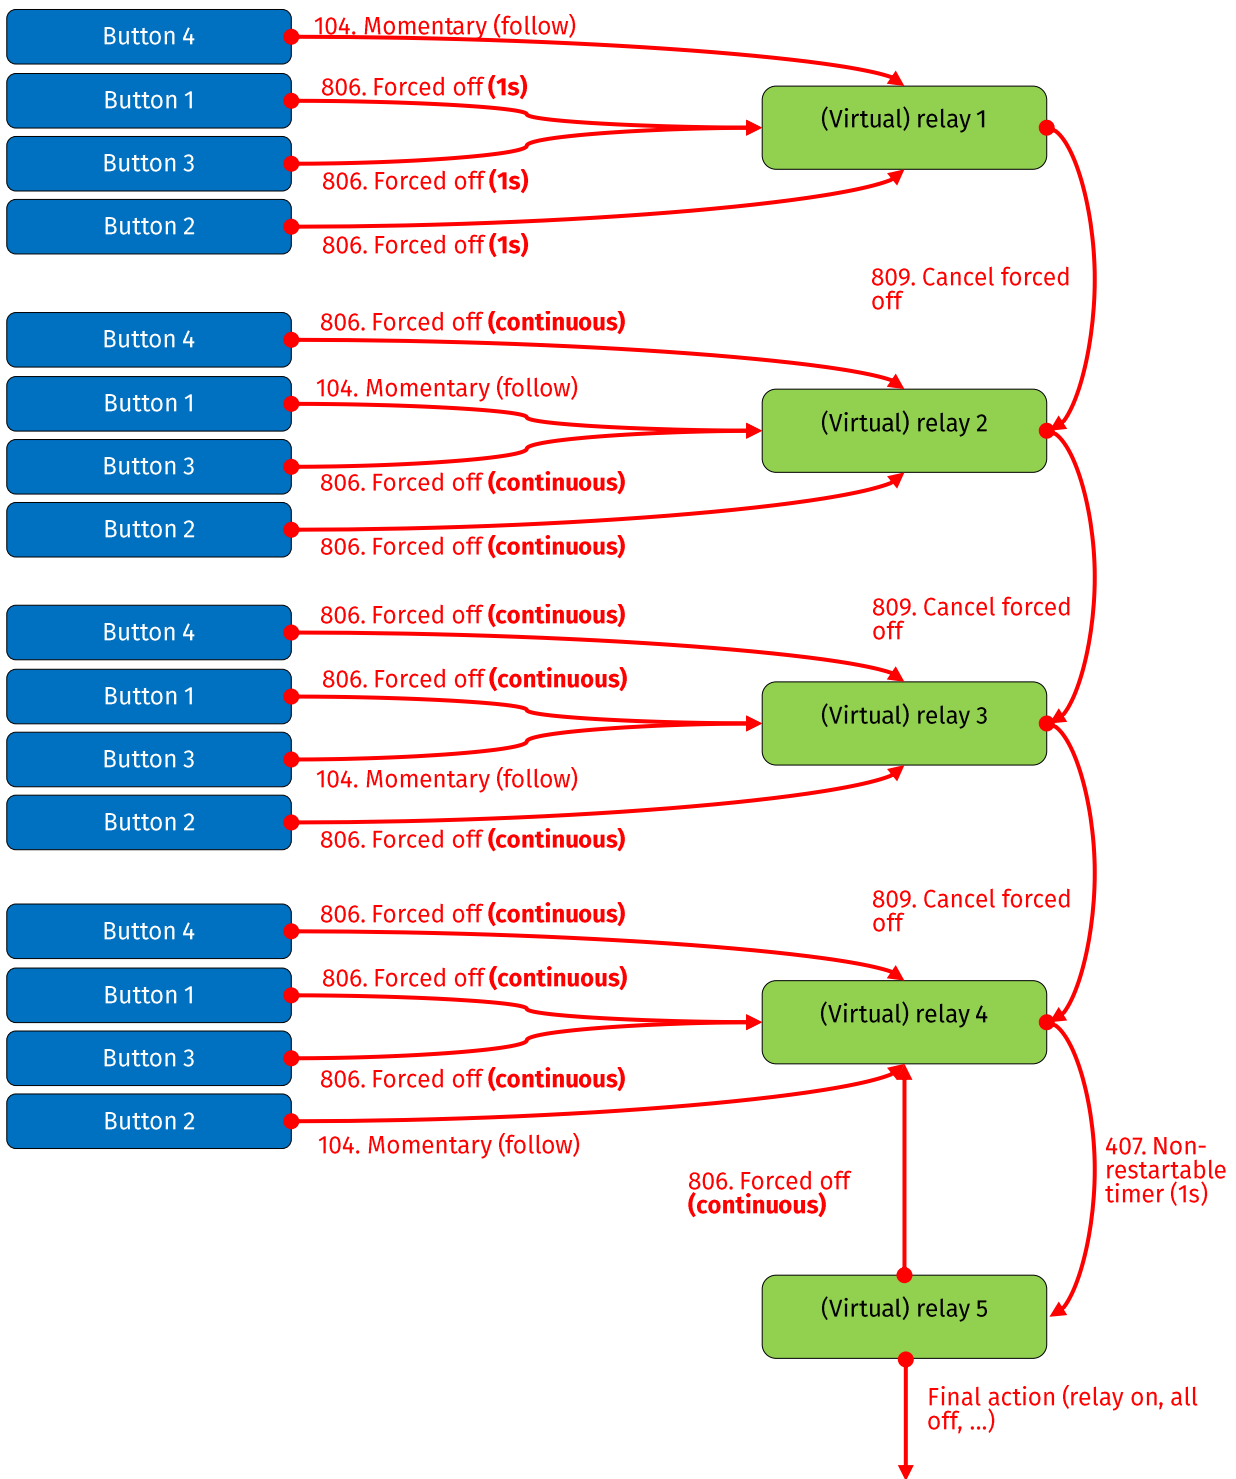 Button 4
104. Momentary (follow)
Button 1
806. Forced off (1s)
(Virtual) relay 1
Button 3
806. Forced off (1s)
Button 2
806. Forced off (1s)
809. Cancel forced
off
Button 4
806. Forced off (continuous)
Button 1
104. Momentary (follow)
(Virtual) relay 2
Button 3
806. Forced off (continuous)
Button 2
806. Forced off (continuous)
809. Cancel forced
off
Button 4
806. Forced off (continuous)
Button 1
806. Forced off (continuous)
(Virtual) relay 3
Button 3
104. Momentary (follow)
Button 2
806. Forced off (continuous)
809. Cancel forced
off
Button 4
806. Forced off (continuous)
Button 1
806. Forced off (continuous)
(Virtual) relay 4
Button 3
806. Forced off (continuous)
Button 2
104. Momentary (follow)
407. Non-
restartable
timer (1s)
806. Forced off
(continuous)
(Virtual) relay 5
Final action (relay on, all
off, ...)